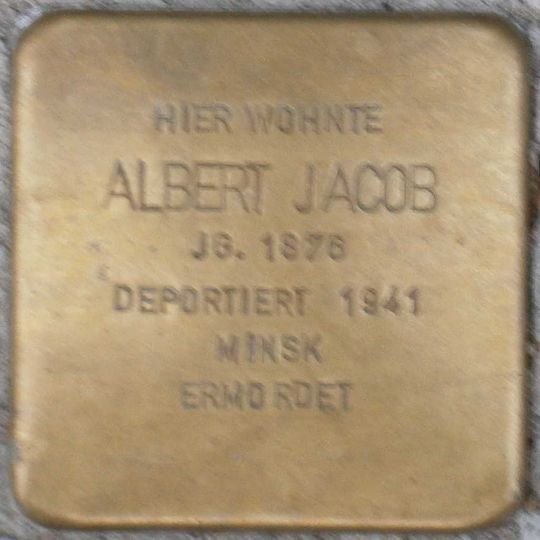 HIER WOHNTE
ALBERT JACOB
JG. 1876
DEPORTIERT 1941
MINSK
ERMORDET